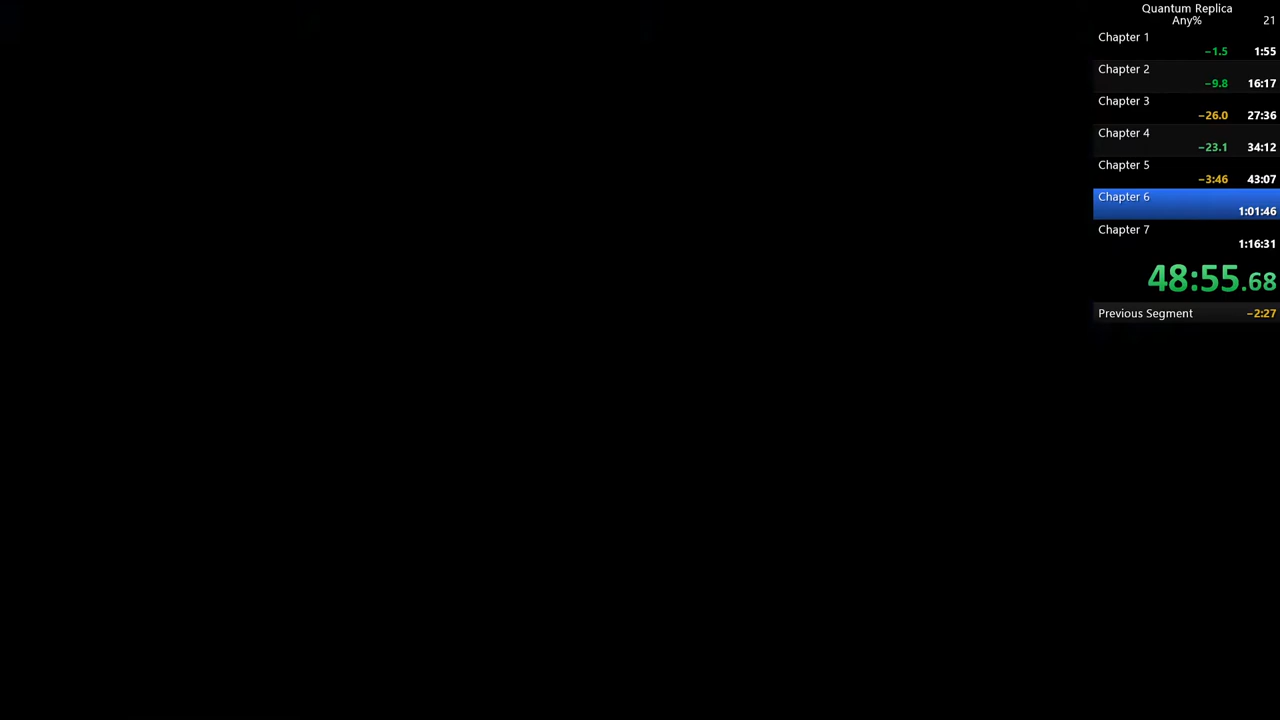 Quantum Replica
Any% 21
Chapter 1
−1.5 1:55
Chapter 2
−9.8 16:17
Chapter 3
−26.0 27:36
Chapter 4
−23.1 34:12
Chapter 5
−3:46 43:07
Chapter 6
1:01:46
Chapter 7
1:16:31
48:55.68
Previous Segment −2:27